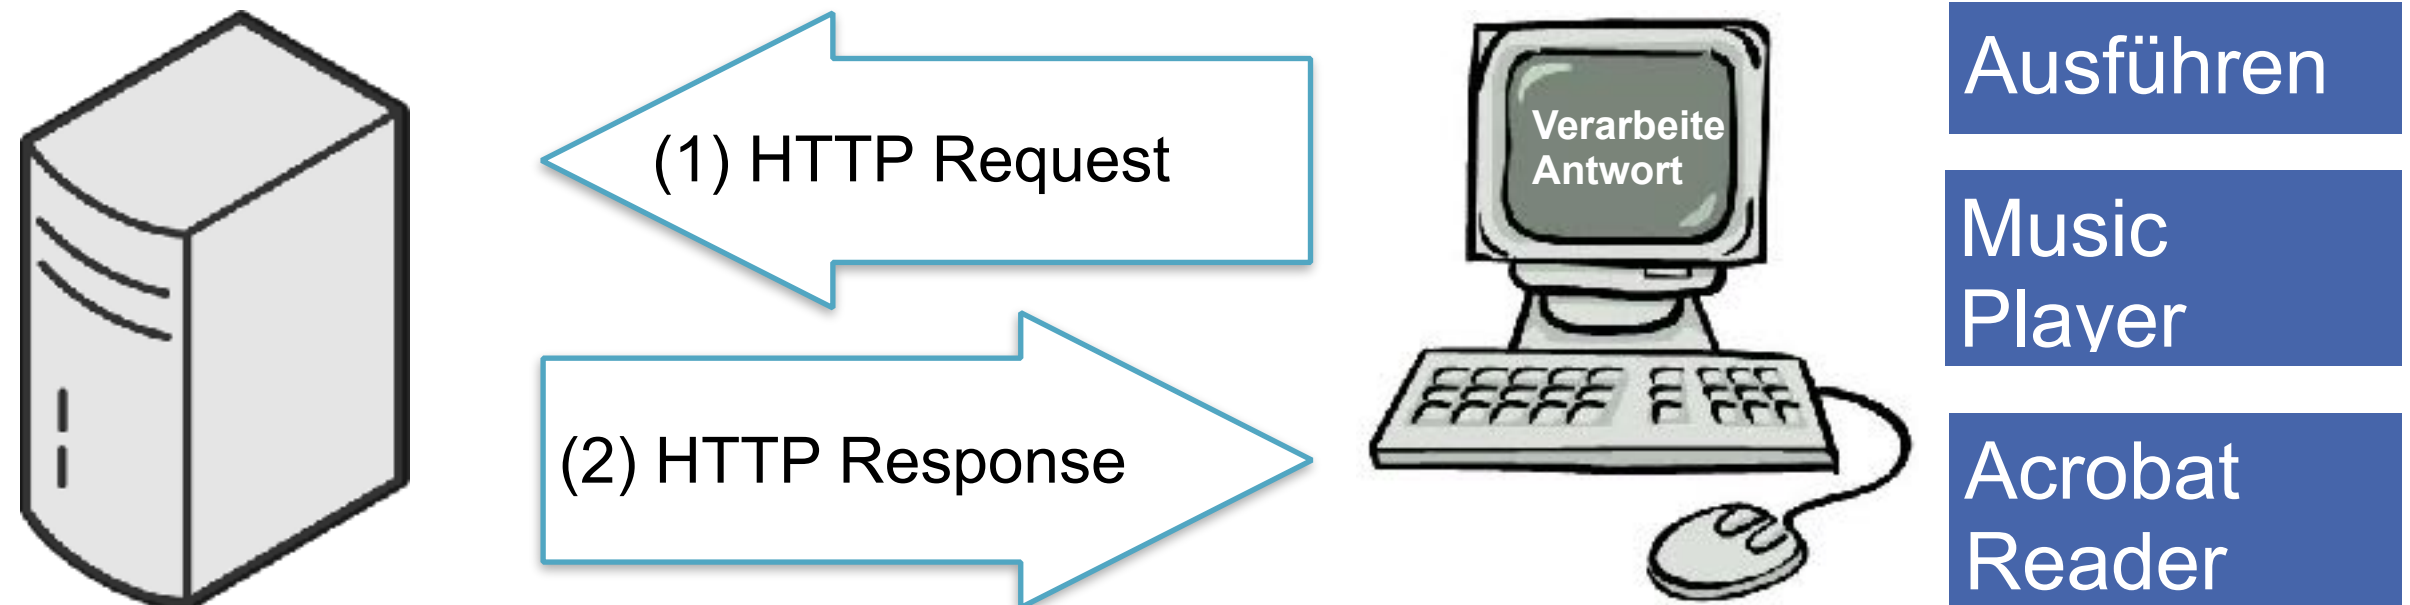 (1) HTTP Request
(2) HTTP Response
Verarbeite
Antwort
Ausführen
Music
Player
Acrobat
Reader